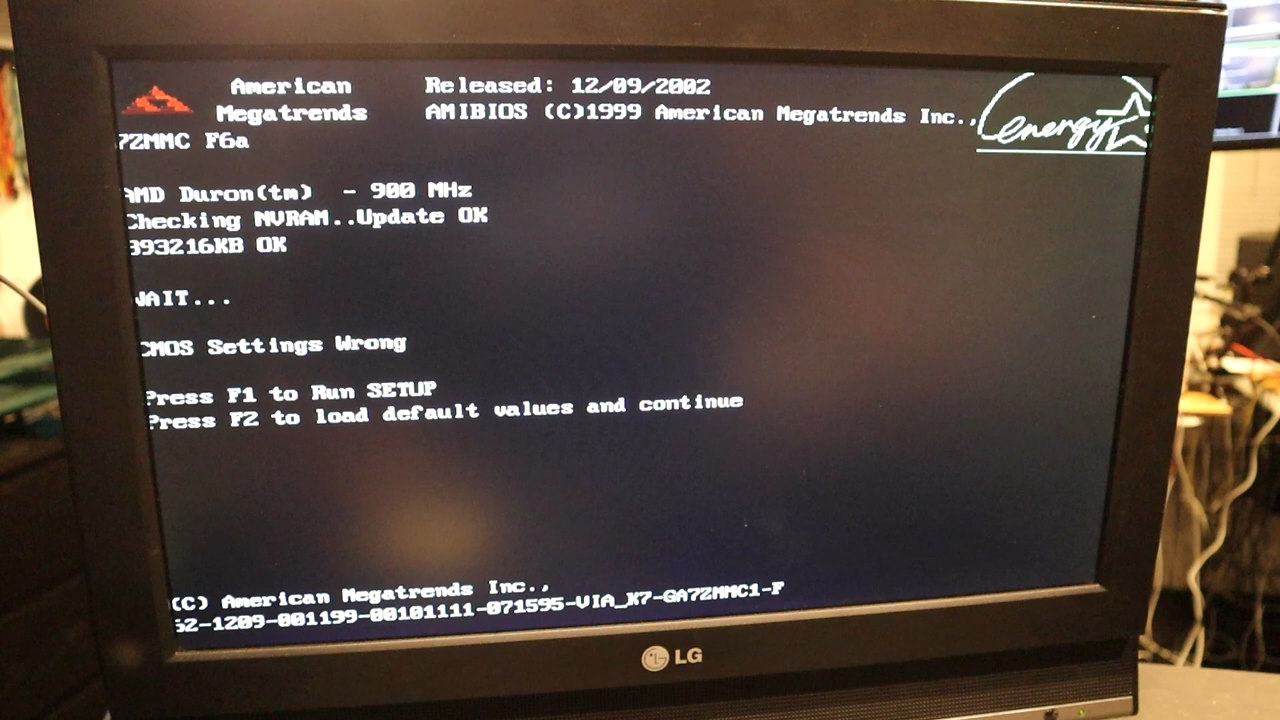 American Released: 12/09/2002
Megatrends AMIBIOS (C)1999 American Megatrends Inc.,
7ZMMC F6a
energy
AMD Duron(tm) - 900 MHz
Checking NVRAM..Update OK
393216KB OK
WAIT...
CMOS Settings Wrong
Press F1 to Run SETUP
Press F2 to load default values and continue
(C) American Megatrends Inc.,
62-1209-001199-00101111-071595-VIA_K7-GA7ZMMC1-F
LG